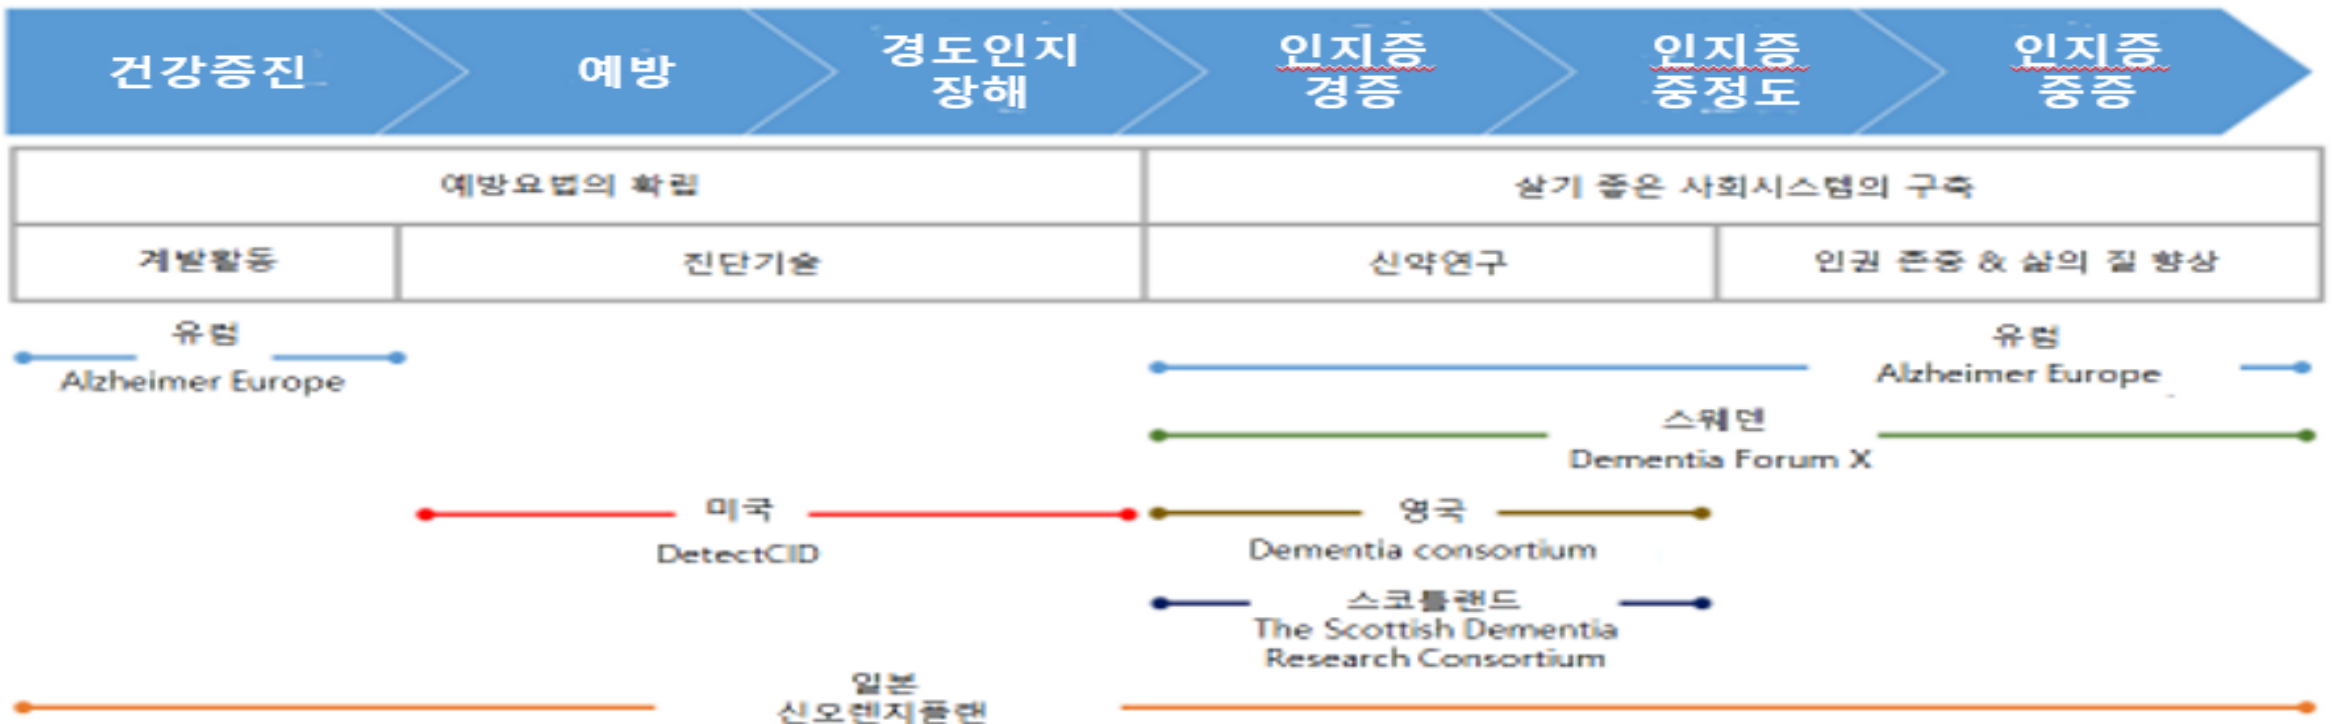 건강증진
예방
경도인지
장해
인지증
경증
인지증
중정도
인지증
중증
예방요법의 확립
살기 좋은 사회시스템의 구축
계발활동
진단기술
신약연구
인권 존중 & 삶의 질 향상
유럽
Alzheimer Europe
유럽
Alzheimer Europe
스웨덴
Dementia Forum X
미국
DetectCID
영국
Dementia consortium
스코틀랜드
The Scottish Dementia
Research Consortium
일본
신오렌지플랜